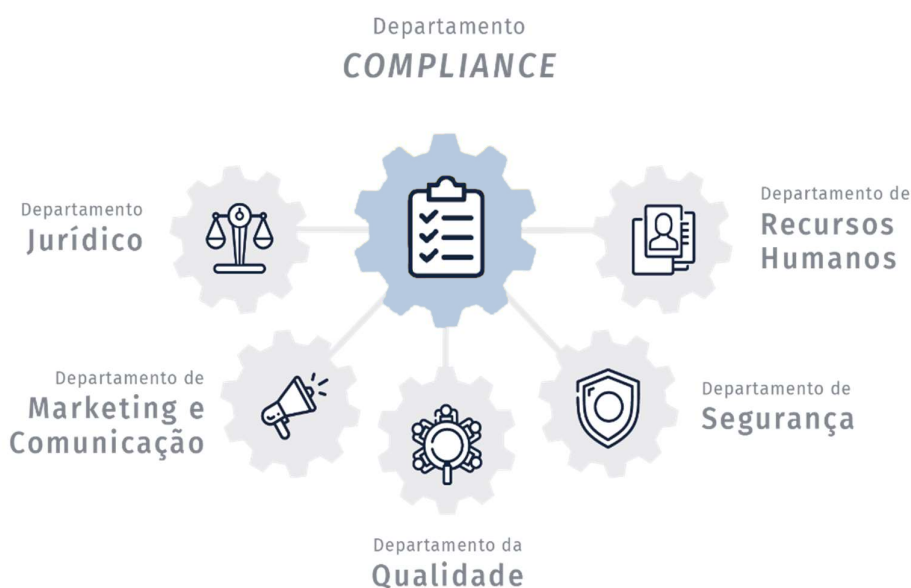 Departamento
COMPLIANCE
Departamento
Jurídico
Departamento de
Recursos
Humanos
Departamento de
Marketing e
Comunicação
Departamento de
Segurança
Departamento da
Qualidade